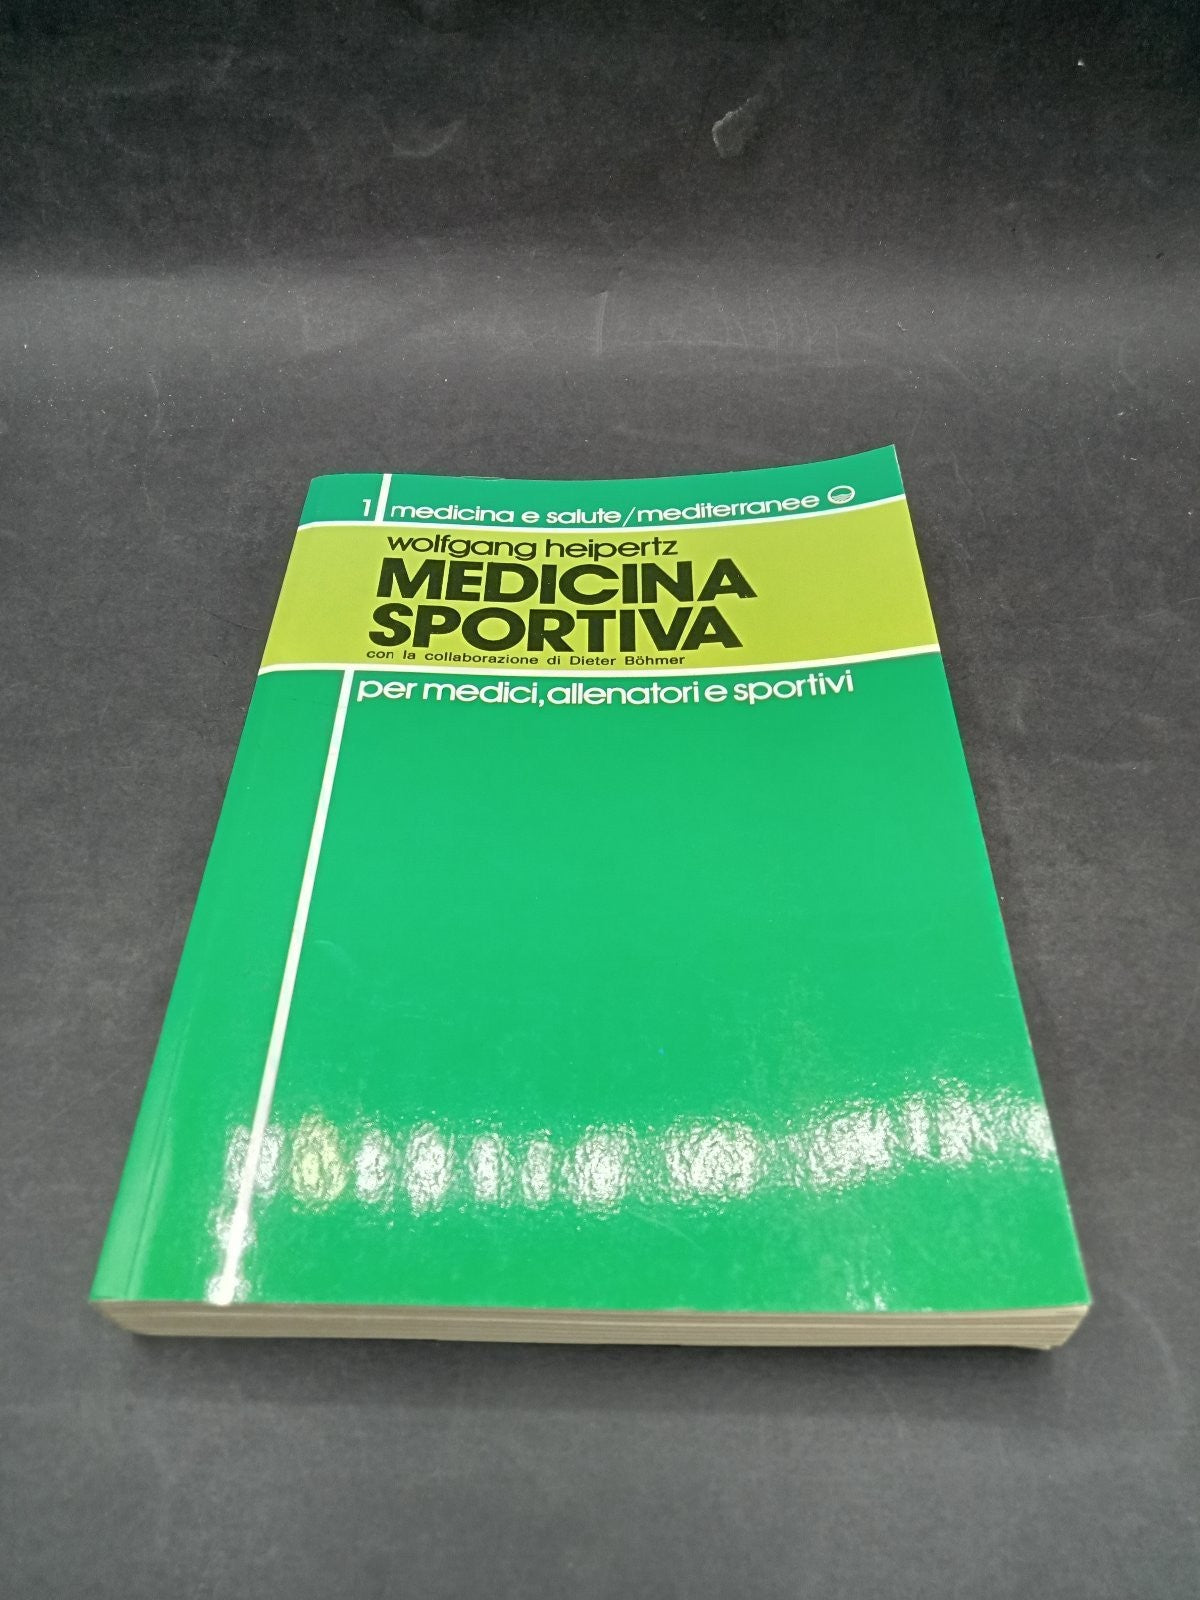 1 medicina e salute/mediterranee
wolfgang heipertz
MEDICINA
SPORTIVA
con la collaborazione di Dieter Böhmer
per medici, allenatori e sportivi